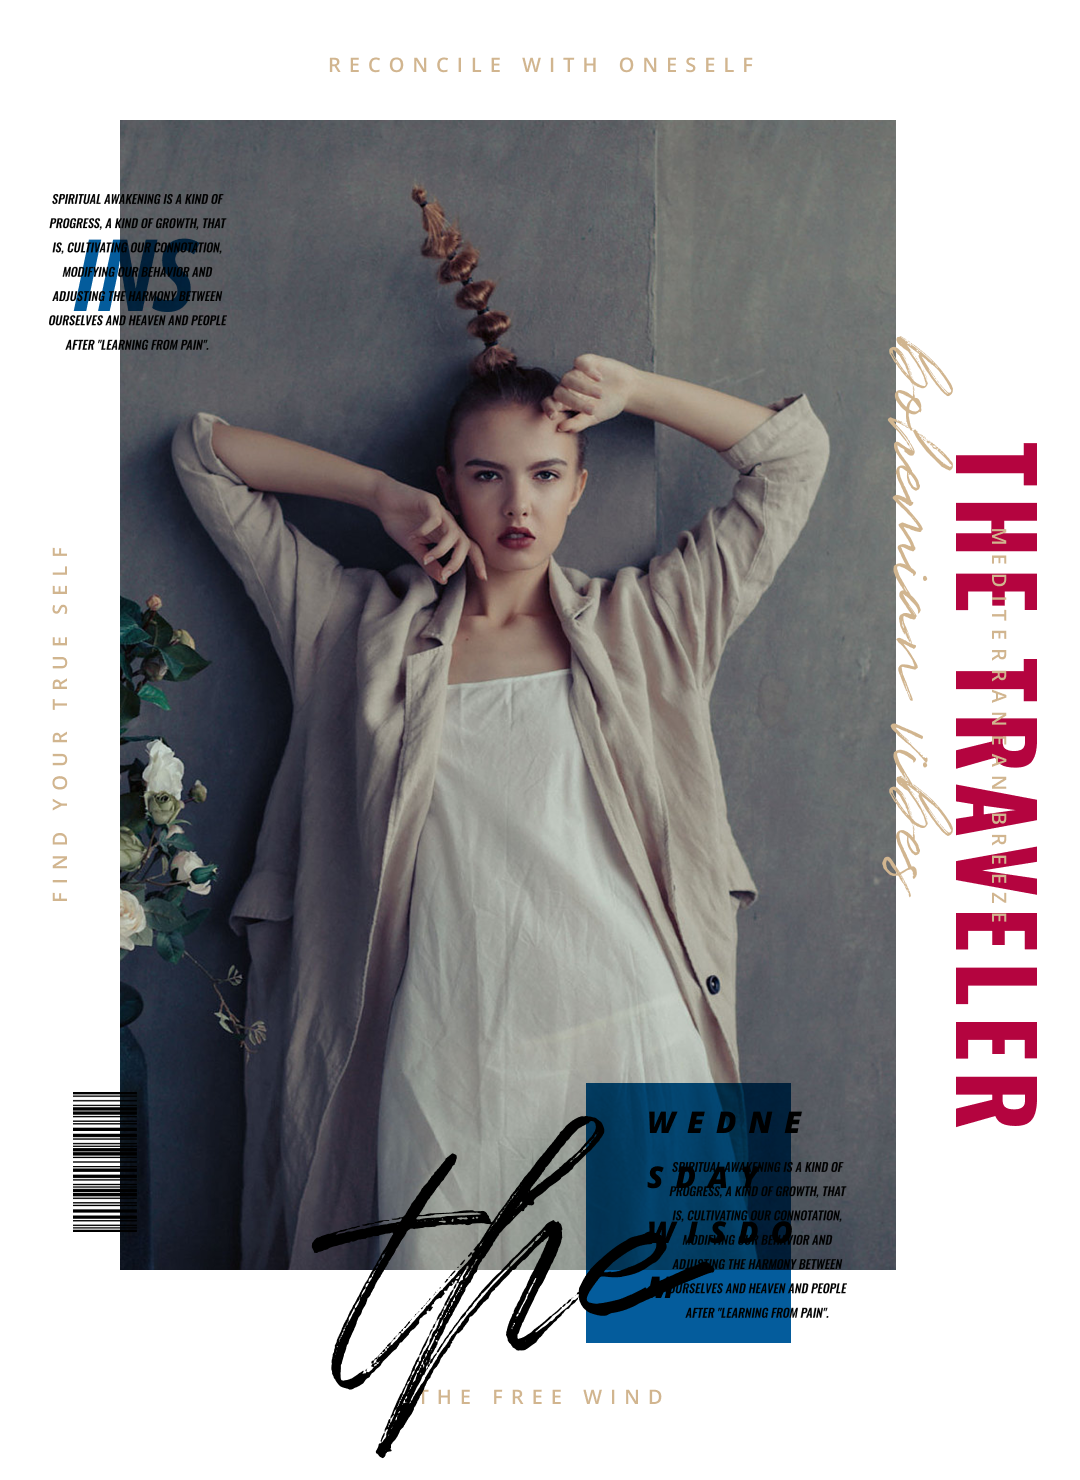 RECONCILE WITH ONESELF
SPIRITUAL AWAKENING IS A KIND OF
PROGRESS, A KIND OF GROWTH, THAT
IS, CULTIVATING OUR CONNOTATION,
MODIFYING OUR BEHAVIOR AND
ADJUSTING THE HARMONY BETWEEN
OURSELVES AND HEAVEN AND PEOPLE
AFTER "LEARNING FROM PAIN".
INS
FIND YOUR TRUE SELF
bohemian vibes
THE TRAVELER
MEDITERRANEAN BREEZE
WEDNE
SDAY
WISDO
M
SPIRITUAL AWAKENING IS A KIND OF
PROGRESS, A KIND OF GROWTH, THAT
IS, CULTIVATING OUR CONNOTATION,
MODIFYING OUR BEHAVIOR AND
ADJUSTING THE HARMONY BETWEEN
OURSELVES AND HEAVEN AND PEOPLE
AFTER "LEARNING FROM PAIN".
the
THE FREE WIND